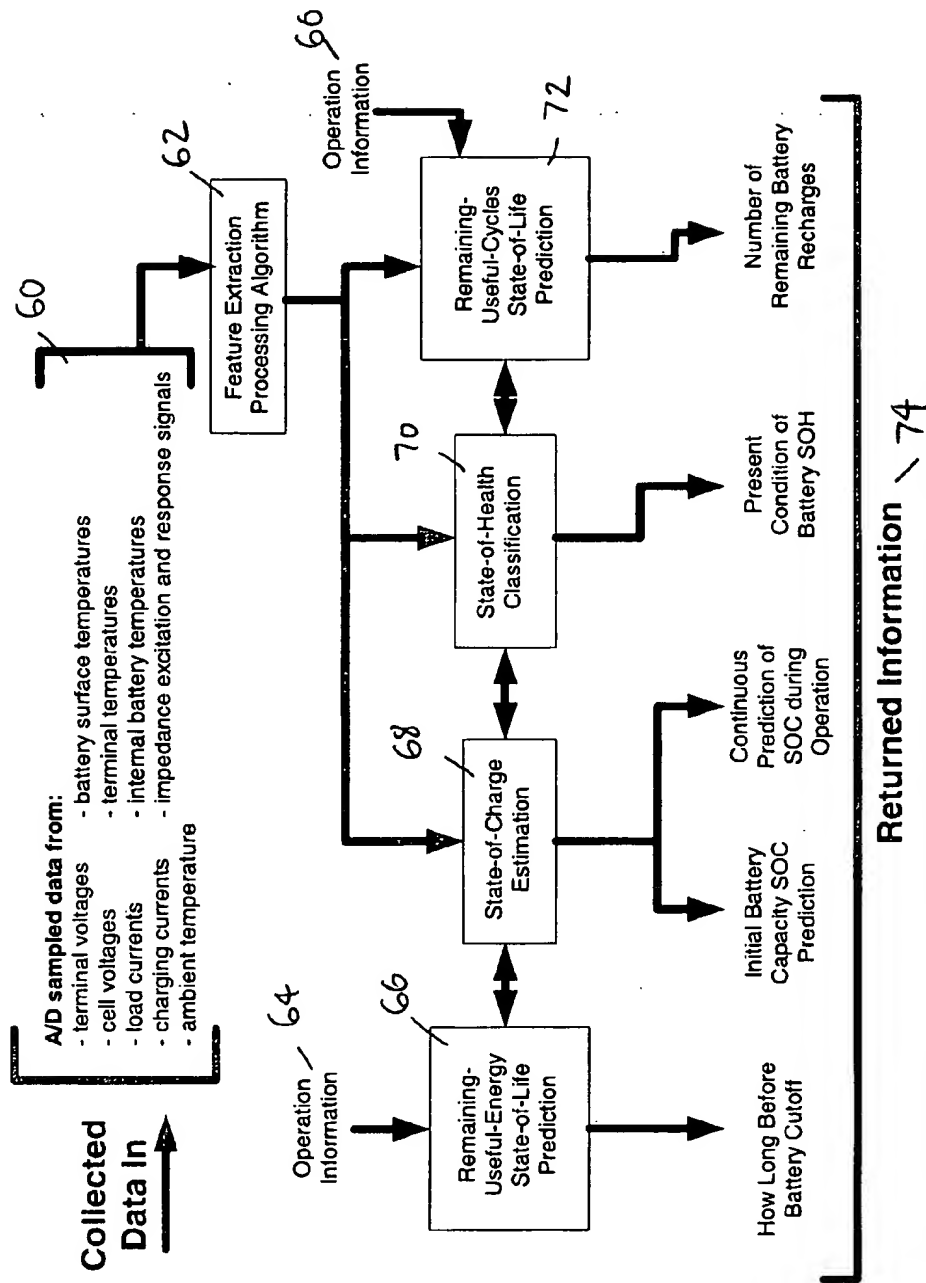 Collected
Data In
A/D sampled data from:
- terminal voltages
- cell voltages
- load currents
- charging currents
- ambient temperature
- battery surface temperatures
- terminal temperatures
- internal battery temperatures
- impedance excitation and response signals
60
62
Feature Extraction
Processing Algorithm
Operation
Information
64
Operation
Information
66
66
Remaining-
Useful-Energy
State-of-Life
Prediction
68
State-of-Charge
Estimation
70
State-of-Health
Classification
72
Remaining-
Useful-Cycles
State-of-Life
Prediction
How Long Before
Battery Cutoff
Initial Battery
Capacity SOC
Prediction
Continuous
Prediction of
SOC during
Operation
Present
Condition of
Battery SOH
Number of
Remaining Battery
Recharges
Returned Information
74